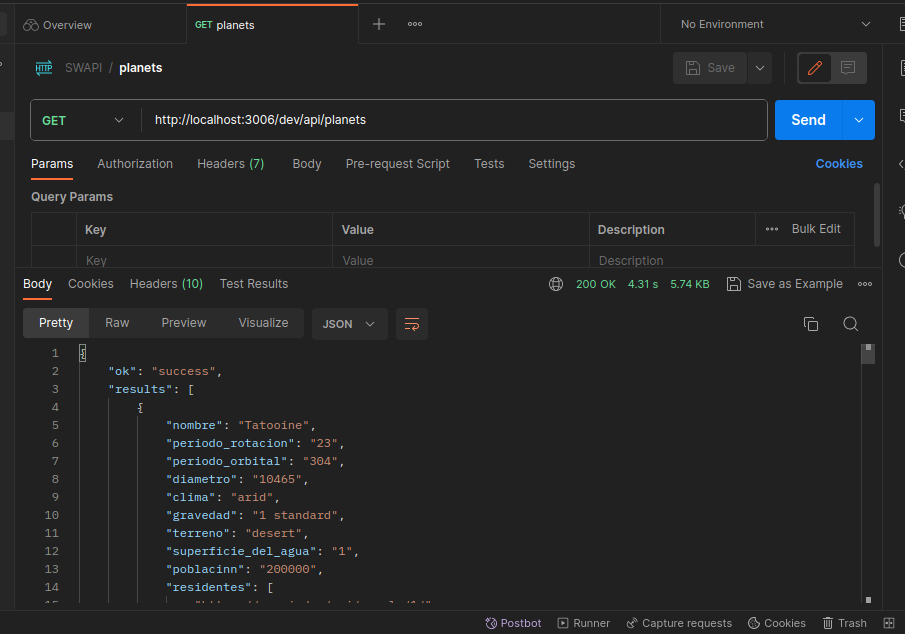 Overview
GET planets
No Environment
HTTP SWAPI / planets
Save
GET http://localhost:3006/dev/api/planets Send
Params Authorization Headers (7) Body Pre-request Script Tests Settings Cookies
Query Params
Key Value Description Bulk Edit
Key Value Description
Body Cookies Headers (10) Test Results 200 OK 4.31 s 5.74 KB Save as Example
Pretty Raw Preview Visualize JSON
1 {
2 "ok": "success",
3 "results": [
4 {
5 "nombre": "Tatooine",
6 "periodo_rotacion": "23",
7 "periodo_orbital": "304",
8 "diametro": "10465",
9 "clima": "arid",
10 "gravedad": "1 standard",
11 "terreno": "desert",
12 "superficie_del_agua": "1",
13 "poblacinn": "200000",
14 "residentes": [
Postbot Runner Capture requests Cookies Trash